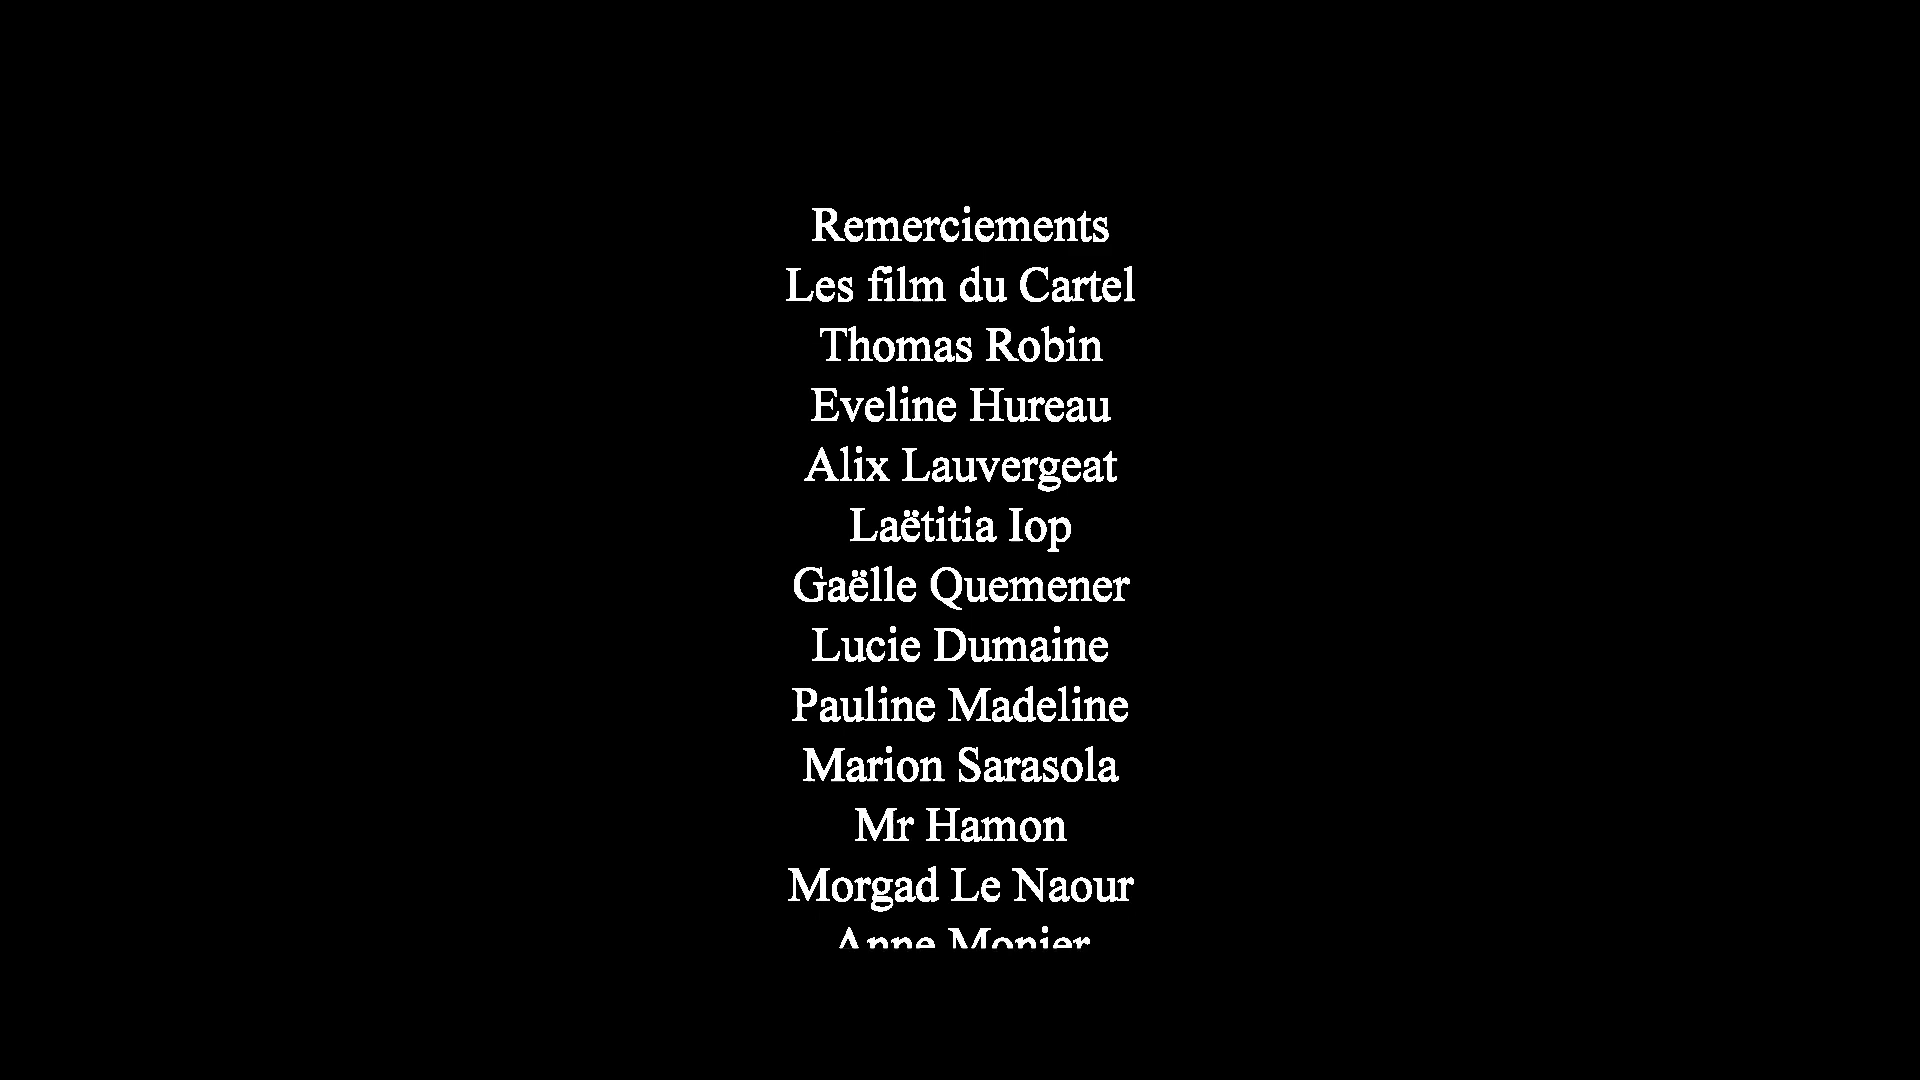 Remerciements
Les film du Cartel
Thomas Robin
Eveline Hureau
Alix Lauvergeat
Laëtitia Iop
Gaëlle Quemener
Lucie Dumaine
Pauline Madeline
Marion Sarasola
Mr Hamon
Morgad Le Naour
Anne Monier